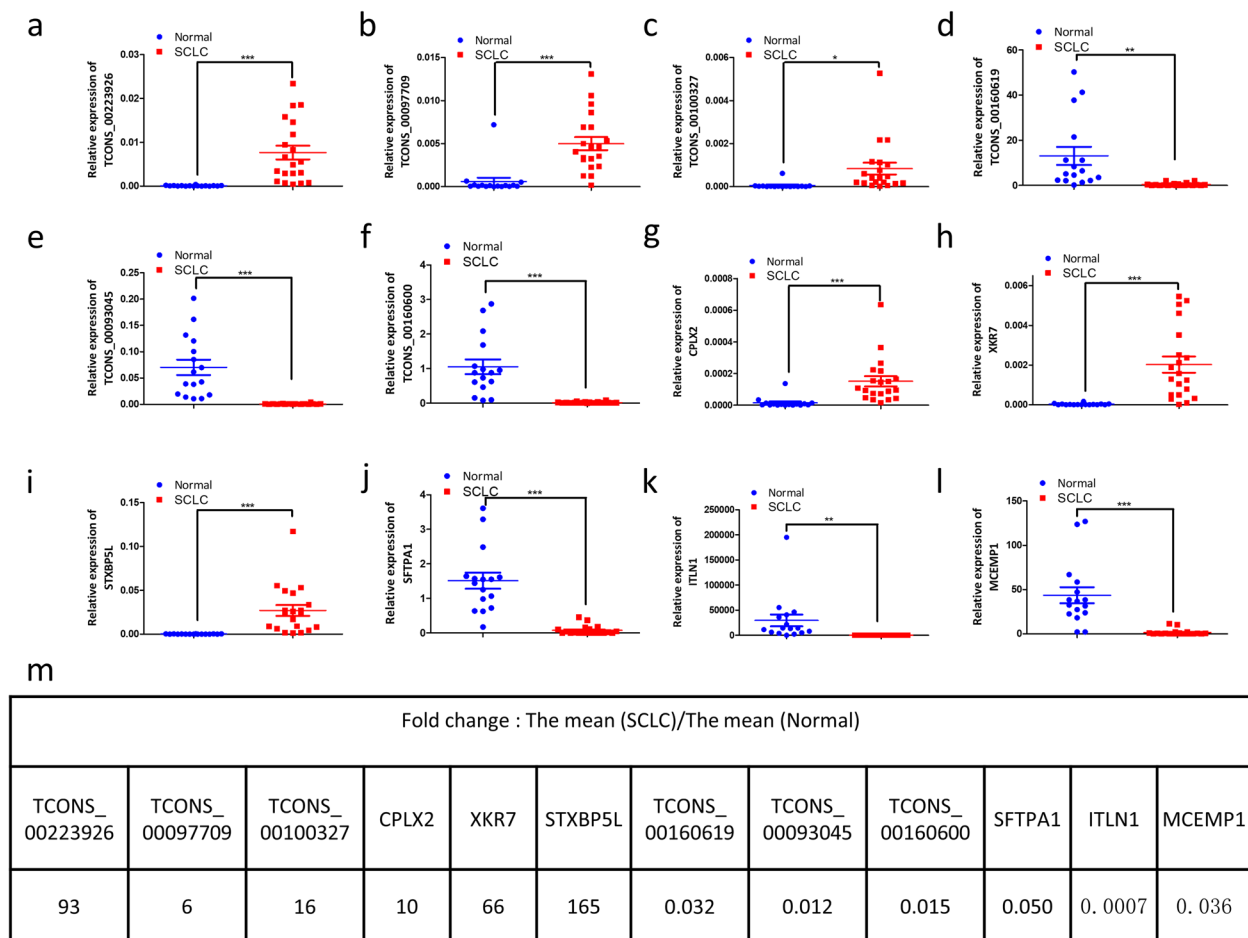 a
Normal
SCLC
***
Relative expression of
TCONS_00223926
0.03
0.02
0.01
0.00
b
Normal
SCLC
***
Relative expression of
TCONS_00097709
0.015
0.010
0.005
0.000
c
Normal
SCLC
*
Relative expression of
TCONS_00100327
0.006
0.004
0.002
0.000
d
Normal
SCLC
**
Relative expression of
TCONS_00160619
60
40
20
0
e
Normal
SCLC
***
Relative expression of
TCONS_00093045
0.25
0.20
0.15
0.10
0.05
0.00
f
Normal
SCLC
***
Relative expression of
TCONS_00160600
4
3
2
1
0
g
Normal
SCLC
***
Relative expression of
CPLX2
0.0008
0.0006
0.0004
0.0002
0.0000
h
Normal
SCLC
***
Relative expression of
XKR7
0.006
0.004
0.002
0.000
i
Normal
SCLC
***
Relative expression of
STXBP5L
0.15
0.10
0.05
0.00
j
Normal
SCLC
***
Relative expression of
SFTPA1
4
3
2
1
0
k
Normal
SCLC
**
Relative expression of
ITLN1
250000
200000
150000
100000
50000
0
l
Normal
SCLC
***
Relative expression of
MCEMP1
150
100
50
0
m
Fold change : The mean (SCLC)/The mean (Normal)
TCONS_ TCONS_ TCONS_ CPLX2 XKR7 STXBP5L TCONS_ TCONS_ TCONS_ SFTPA1 ITLN1 MCEMP1
00223926 00097709 00100327 00160619 00093045 00160600
93 6 16 10 66 165 0.032 0.012 0.015 0.050 0.0007 0.036